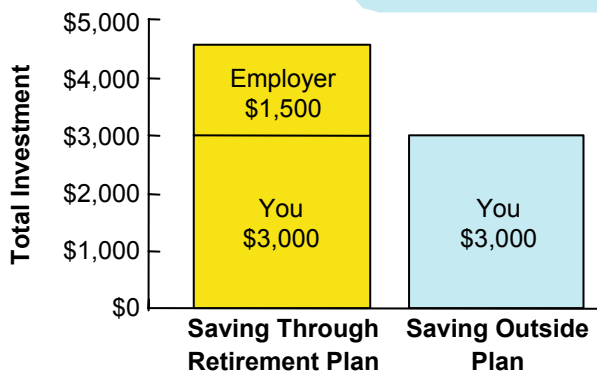 Total Investment
$5,000
$4,000
$3,000
$2,000
$1,000
$0
Employer
$1,500
You
$3,000
You
$3,000
Saving Through
Retirement Plan
Saving Outside
Plan